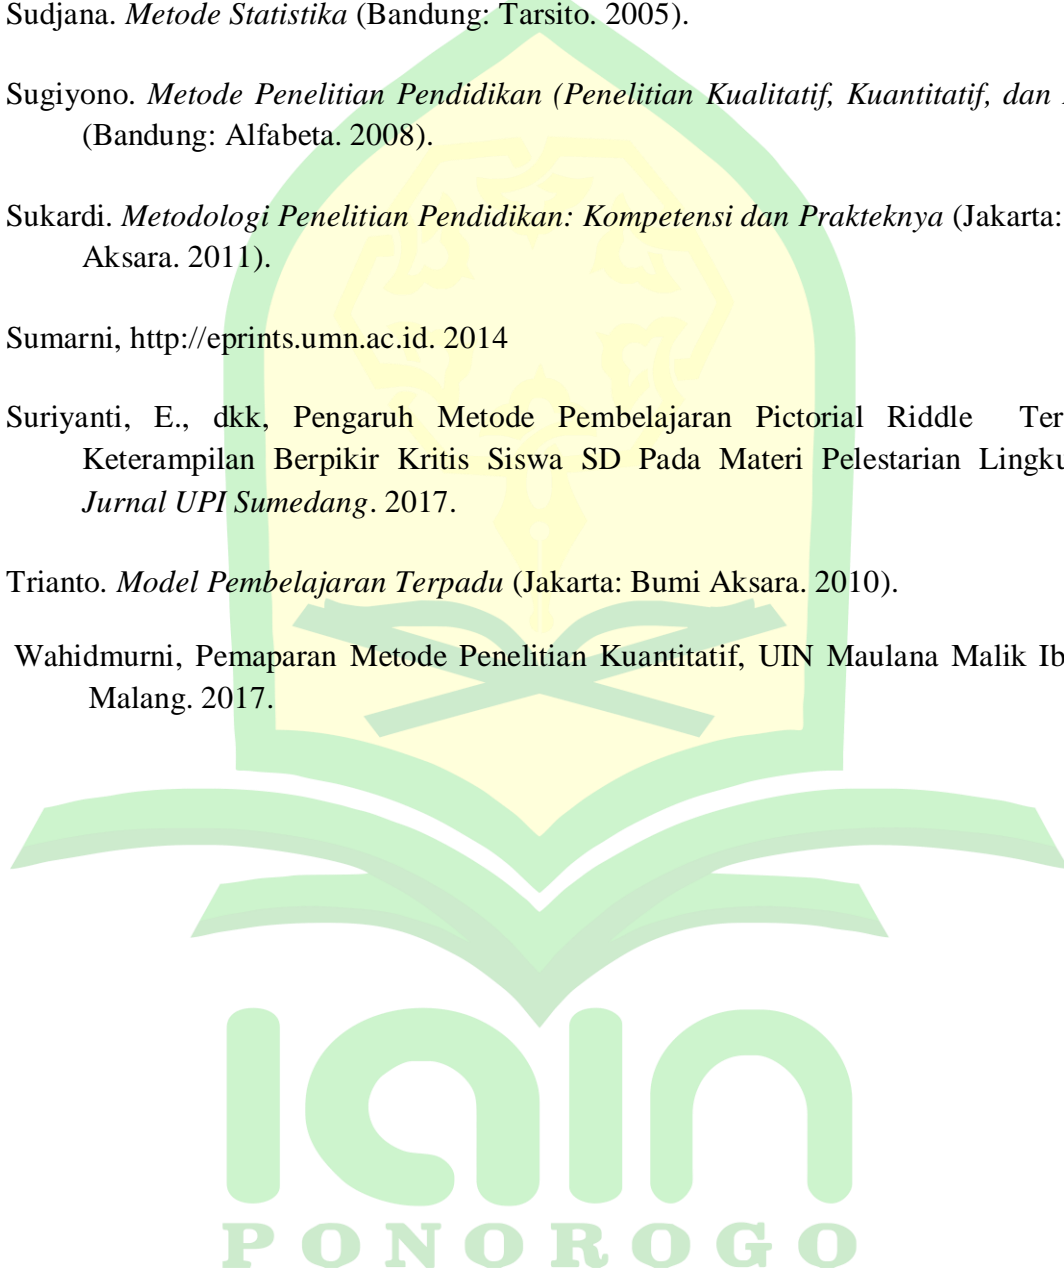 Sudjana. Metode Statistika (Bandung: Tarsito. 2005).
Sugiyono. Metode Penelitian Pendidikan (Penelitian Kualitatif, Kuantitatif, dan
(Bandung: Alfabeta. 2008).
Sukardi. Metodologi Penelitian Pendidikan: Kompetensi dan Prakteknya (Jakarta:
Aksara. 2011).
Sumarni, http://eprints.umn.ac.id. 2014
Suriyanti, E., dkk, Pengaruh Metode Pembelajaran Pictorial Riddle Ter
Keterampilan Berpikir Kritis Siswa SD Pada Materi Pelestarian Lingku
Jurnal UPI Sumedang. 2017.
Trianto. Model Pembelajaran Terpadu (Jakarta: Bumi Aksara. 2010).
Wahidmurni, Pemaparan Metode Penelitian Kuantitatif, UIN Maulana Malik Ib
Malang. 2017.
iain
PONOROGO